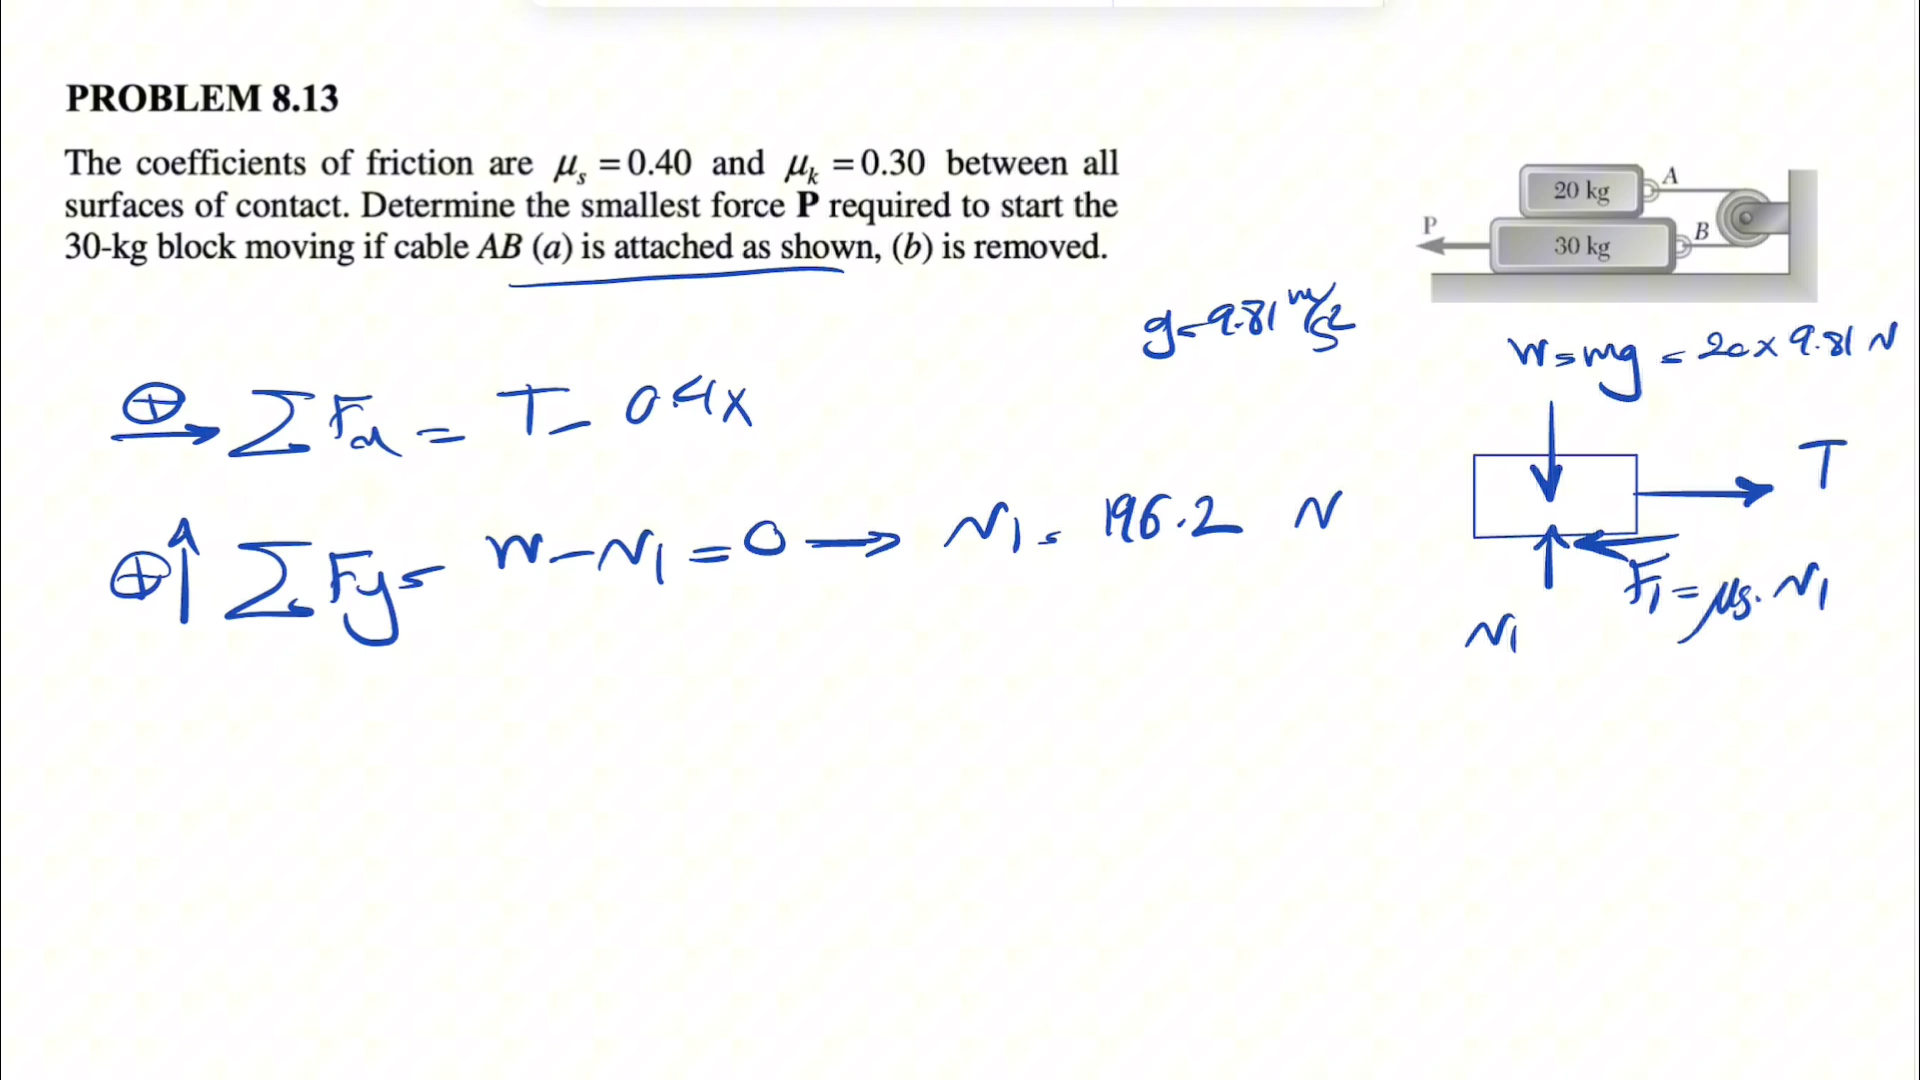 PROBLEM 8.13
The coefficients of friction are μs = 0.40 and μk = 0.30 between all
surfaces of contact. Determine the smallest force P required to start the
30-kg block moving if cable AB (a) is attached as shown, (b) is removed.
A
20 kg
P
B
30 kg
g = 9.81 m/s2
W = mg = 20 x 9.81 N
⊕→ ΣFx = T - 0.4x
T
⊕↑ ΣFy = W - N1 = 0 → N1 = 196.2 N
F1 = μs. N1
N1